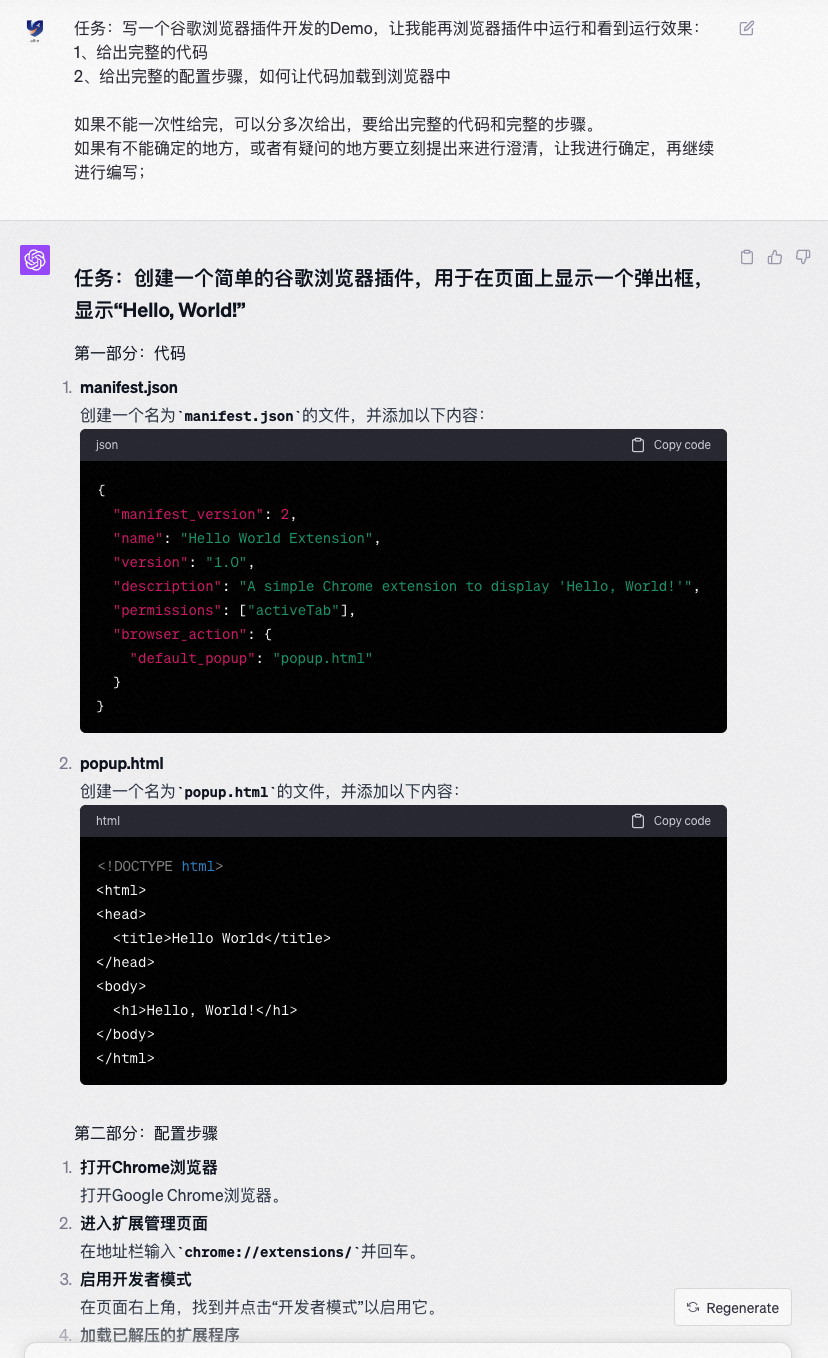 任务：写一个谷歌浏览器插件开发的Demo，让我能再浏览器插件中运行和看到运行效果：
1、给出完整的代码
2、给出完整的配置步骤，如何让代码加载到浏览器中
如果不能一次性给完，可以分多次给出，要给出完整的代码和完整的步骤。
如果有不能确定的地方，或者有疑问的地方要立刻提出来进行澄清，让我进行确定，再继续
进行编写；
任务：创建一个简单的谷歌浏览器插件，用于在页面上显示一个弹出框，
显示“Hello, World!”
第一部分：代码
1. manifest.json
创建一个名为`manifest.json`的文件，并添加以下内容：
json Copy code
{
"manifest_version": 2,
"name": "Hello World Extension",
"version": "1.0",
"description": "A simple Chrome extension to display 'Hello, World!'",
"permissions": ["activeTab"],
"browser_action": {
"default_popup": "popup.html"
}
}
2. popup.html
创建一个名为`popup.html`的文件，并添加以下内容：
html Copy code
<!DOCTYPE html>
<html>
<head>
<title>Hello World</title>
</head>
<body>
<h1>Hello, World!</h1>
</body>
</html>
第二部分：配置步骤
1. 打开Chrome浏览器
打开Google Chrome浏览器。
2. 进入扩展管理页面
在地址栏输入`chrome://extensions/`并回车。
3. 启用开发者模式
在页面右上角，找到并点击“开发者模式”以启用它。
Regenerate
4. 加载已解压的扩展程序